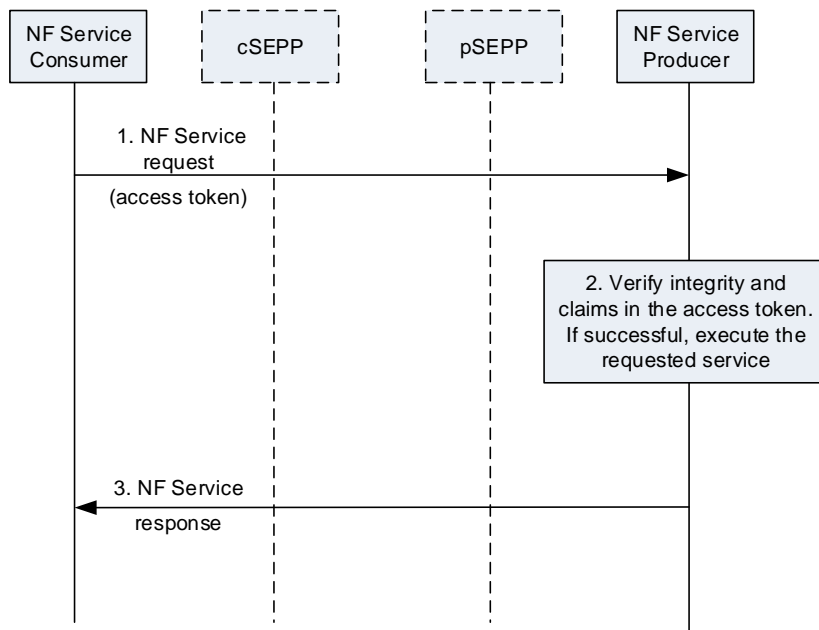 NF Service
Consumer
cSEPP
pSEPP
NF Service
Producer
1. NF Service
request
(access token)
2. Verify integrity and
claims in the access token.
If successful, execute the
requested service
3. NF Service
response